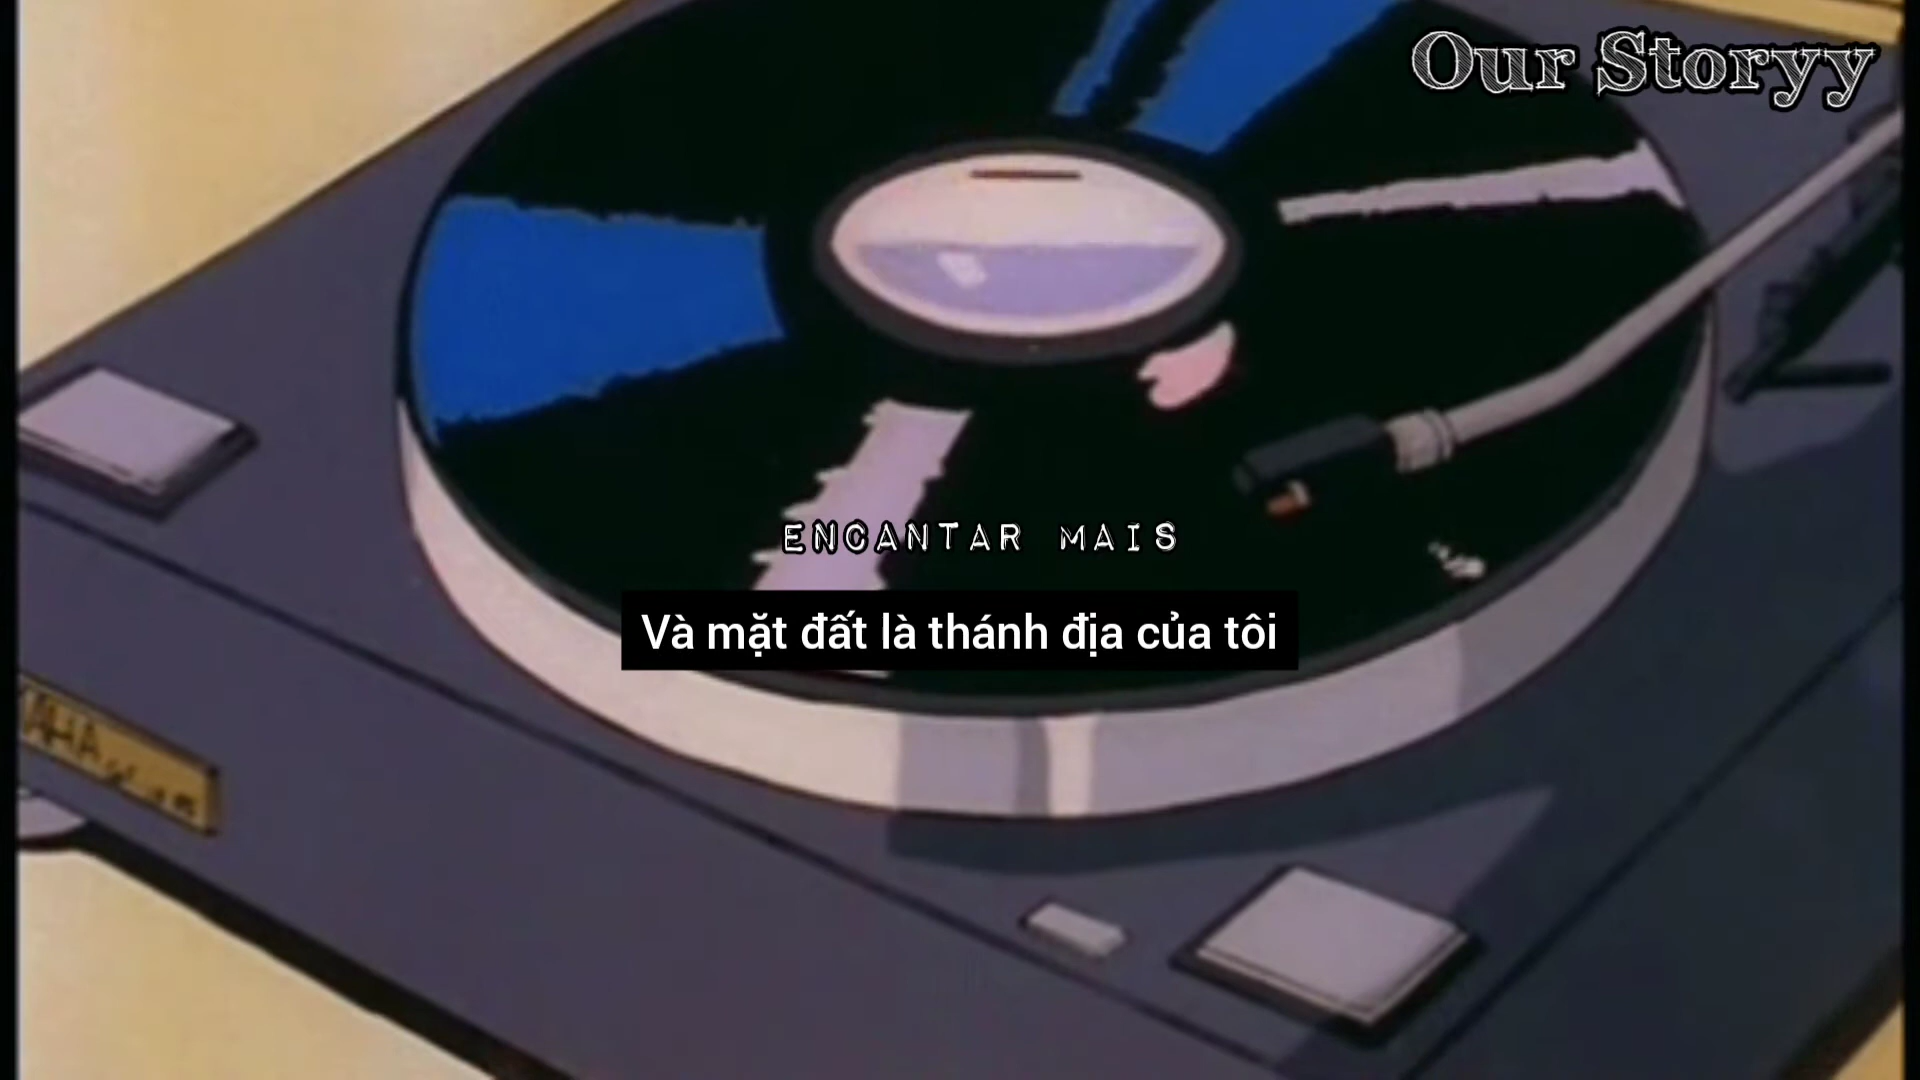 Our Storyy
ENCANTAR MAIS
Và mặt đất là thánh địa của tôi